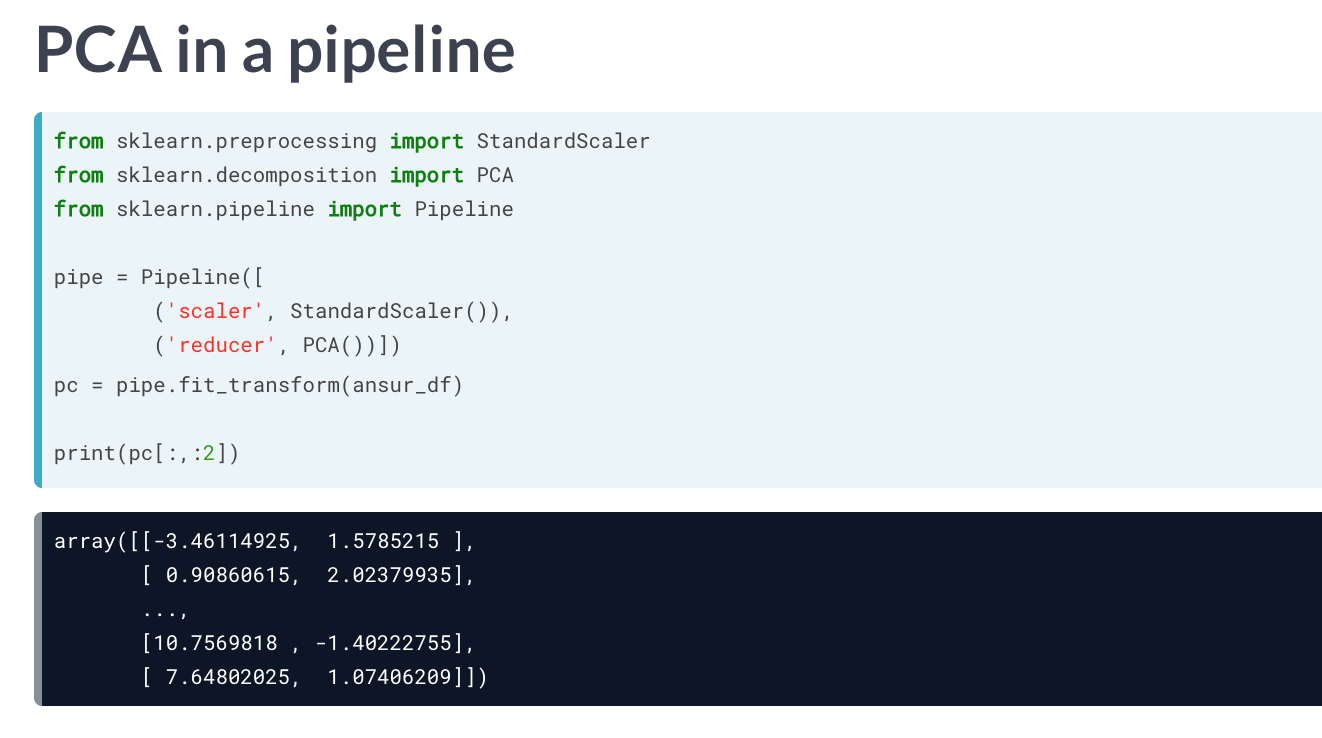 PCA in a pipeline
from sklearn.preprocessing import StandardScaler
from sklearn.decomposition import PCA
from sklearn.pipeline import Pipeline
pipe = Pipeline([
        ('scaler', StandardScaler()),
        ('reducer', PCA())])
pc = pipe.fit_transform(ansur_df)
print(pc[:,:2])
array([[-3.46114925,  1.5785215 ],
       [ 0.90860615,  2.02379935],
       ...,
       [10.7569818 , -1.40222755],
       [ 7.64802025,  1.07406209]])